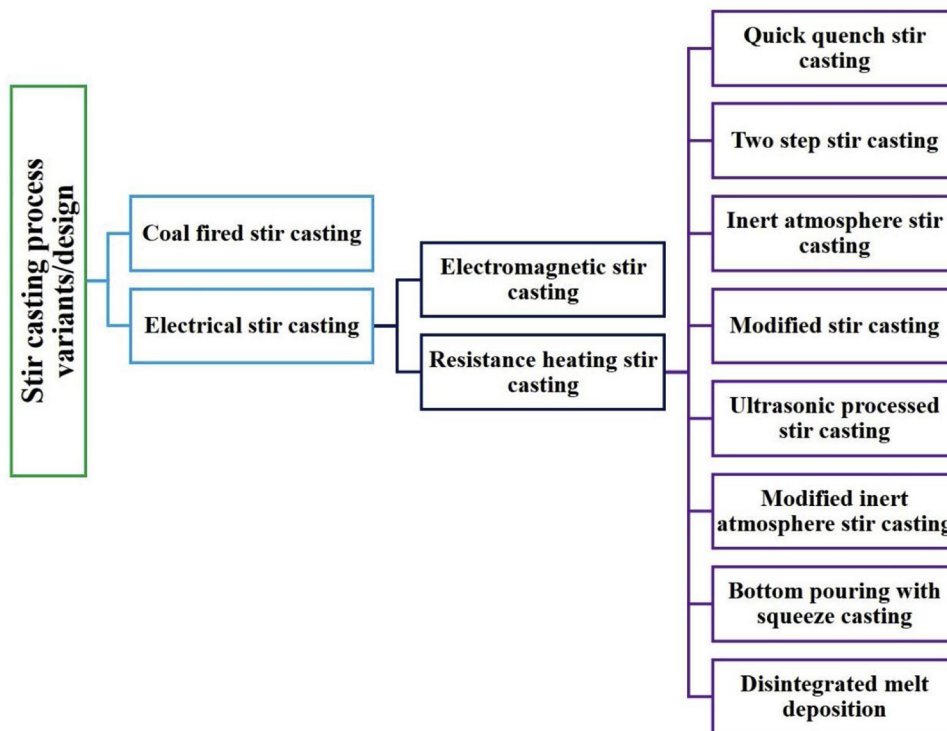 Stir casting process
variants/design
Coal fired stir casting
Electrical stir casting
Electromagnetic stir
casting
Resistance heating stir
casting
Quick quench stir
casting
Two step stir casting
Inert atmosphere stir
casting
Modified stir casting
Ultrasonic processed
stir casting
Modified inert
atmosphere stir casting
Bottom pouring with
squeeze casting
Disintegrated melt
deposition